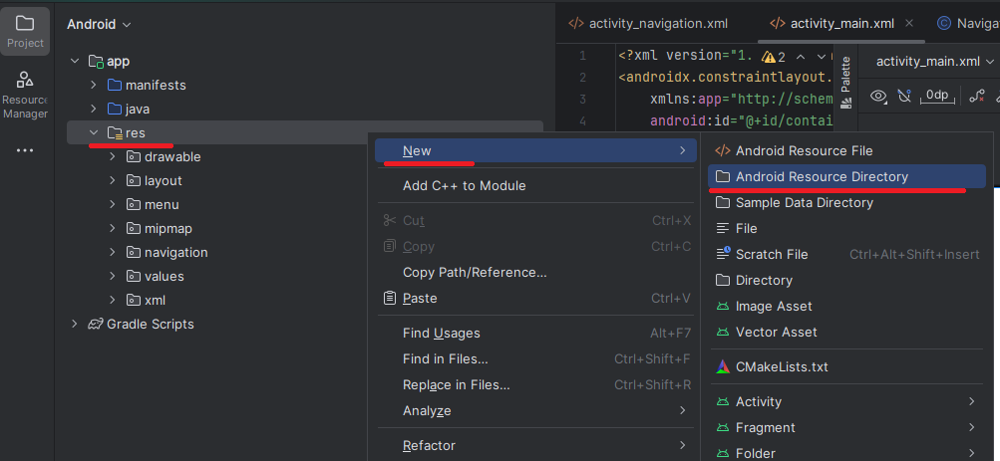 Project
Resource
Manager
Android
app
manifests
java
res
drawable
layout
menu
mipmap
navigation
values
xml
Gradle Scripts
activity_navigation.xml
activity_main.xml
Naviga
1 <?xml version="1.
2
2 <androidx.constraintlayout.
3 xmlns:app="http://schem
4 android:id="@+id/contai
Palette
activity_main.xml
0dp
New
Add C++ to Module
Cut Ctrl+X
Copy Ctrl+C
Copy Path/Reference...
Paste Ctrl+V
Find Usages Alt+F7
Find in Files... Ctrl+Shift+F
Replace in Files... Ctrl+Shift+R
Analyze
Refactor
Android Resource File
Android Resource Directory
Sample Data Directory
File
Scratch File Ctrl+Alt+Shift+Insert
Directory
Image Asset
Vector Asset
CMakeLists.txt
Activity
Fragment
Folder